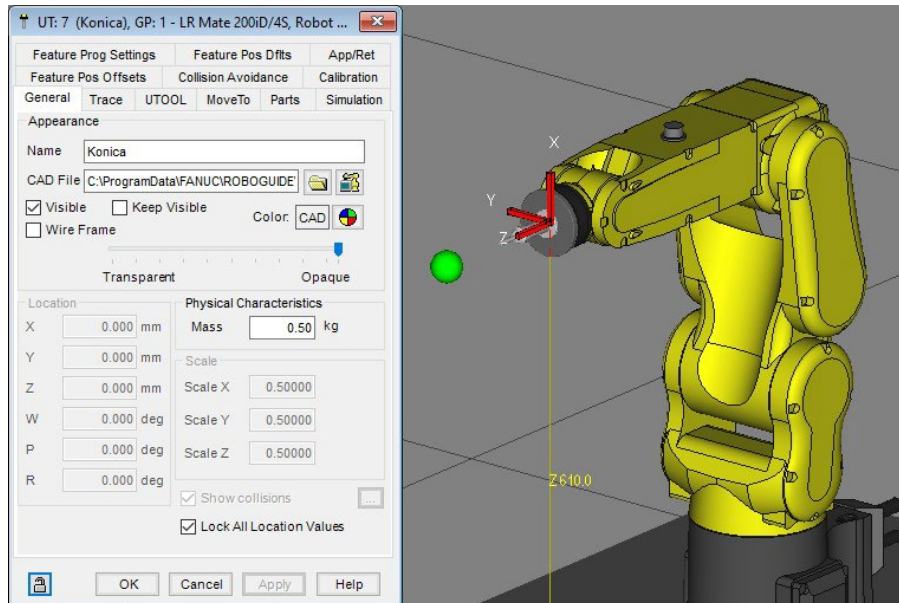 UT: 7 (Konica), GP: 1 - LR Mate 200iD/4S, Robot ...
Feature Prog Settings Feature Pos Dflts App/Ret
Feature Pos Offsets Collision Avoidance Calibration
General Trace UTOOL MoveTo Parts Simulation
Appearance
Name Konica
CAD File C:\ProgramData\FANUC\ROBOGUIDE
Visible Keep Visible Color: CAD
Wire Frame
Transparent Opaque
Location Physical Characteristics
X 0.000 mm Mass 0.50 kg
Y 0.000 mm Scale
Z 0.000 mm Scale X 0.50000
W 0.000 deg Scale Y 0.50000
P 0.000 deg Scale Z 0.50000
R 0.000 deg
Show collisions ...
Lock All Location Values
OK Cancel Apply Help
X
Y
Z
Z 610.0